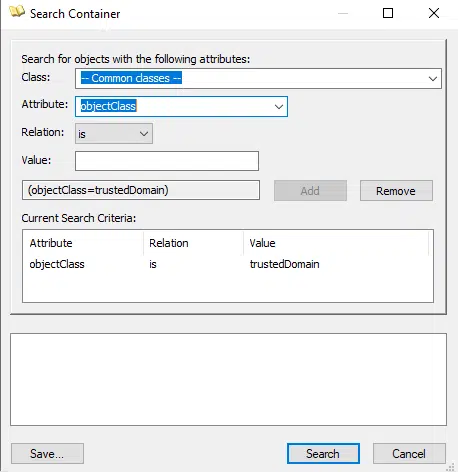 Search Container
Search for objects with the following attributes:
Class: -- Common classes --
Attribute: objectClass
Relation: is
Value:
(objectClass=trustedDomain) Add Remove
Current Search Criteria:
Attribute Relation Value
objectClass is trustedDomain
Save... Search Cancel